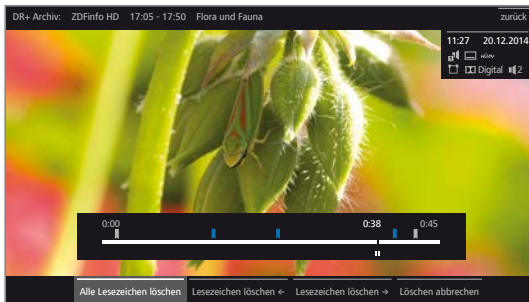 DR+ Archiv: ZDFinfo HD 17:05 - 17:50 Flora und Fauna zurück
11:27 20.12.2014
Digital 2
0:00 0:38 0:45
Alle Lesezeichen löschen Lesezeichen löschen ← Lesezeichen löschen → Löschen abbrechen